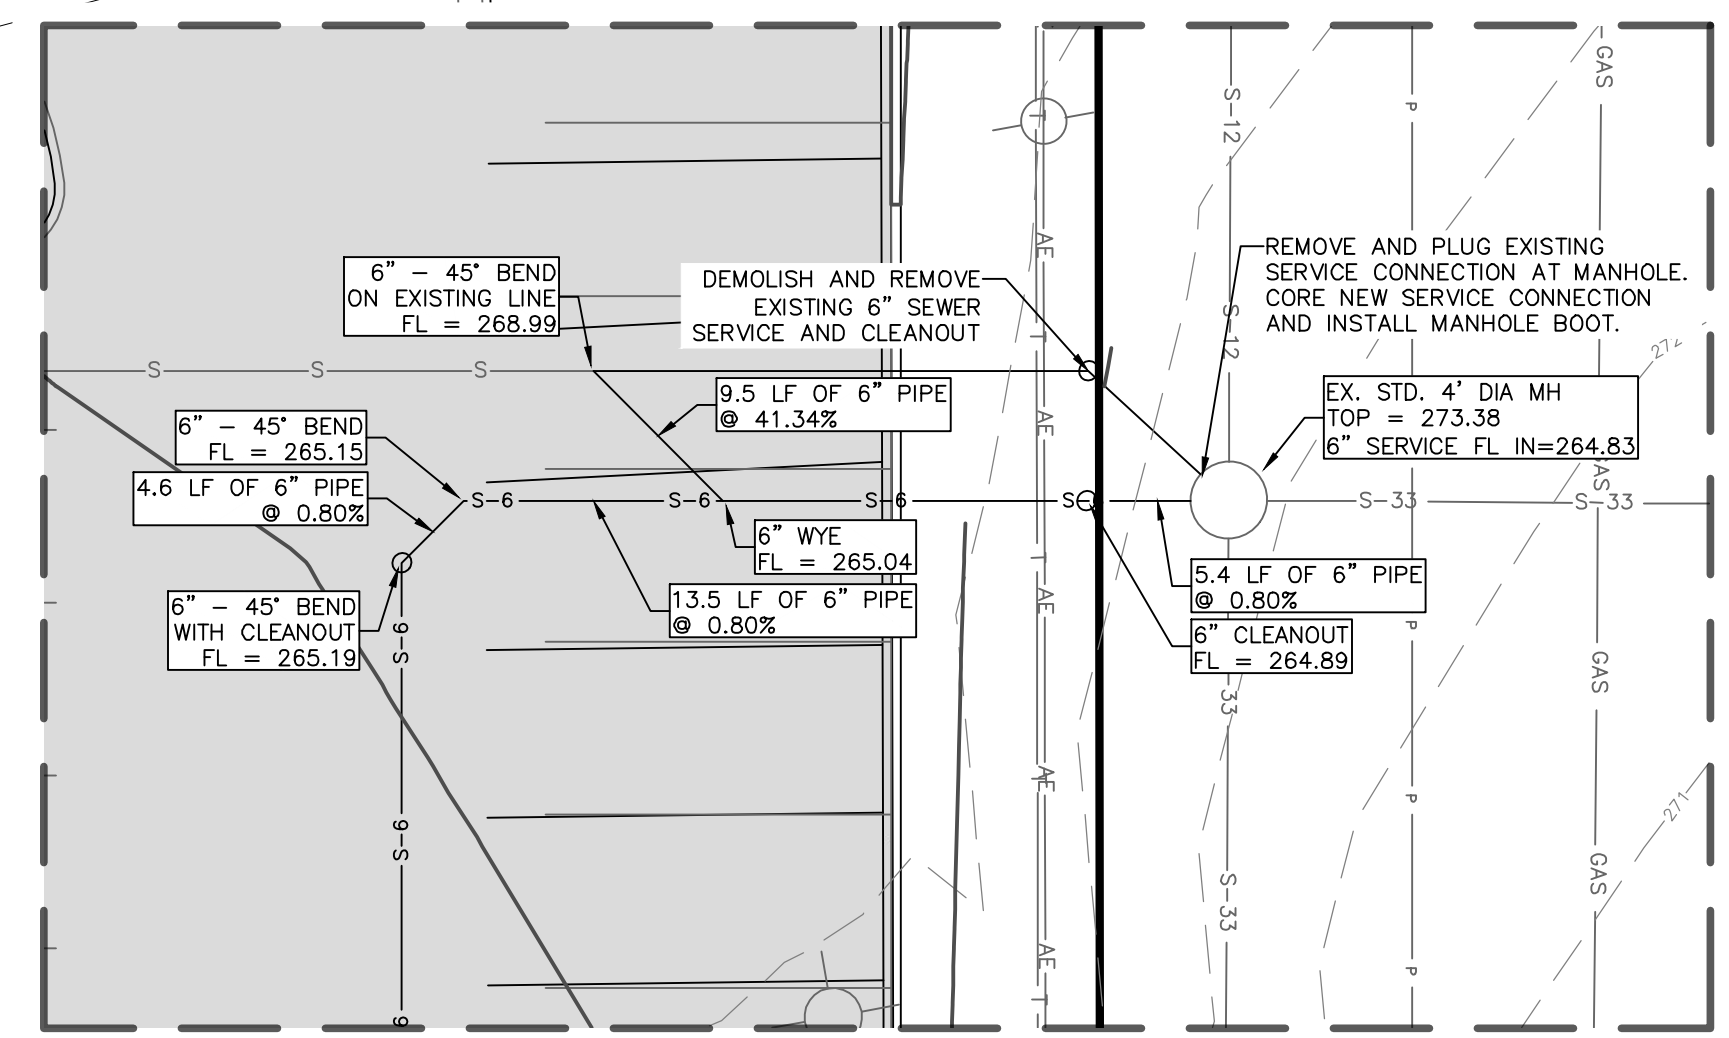 6" – 45° BEND
ON EXISTING LINE
FL = 268.99
DEMOLISH AND REMOVE
EXISTING 6" SEWER
SERVICE AND CLEANOUT
REMOVE AND PLUG EXISTING
SERVICE CONNECTION AT MANHOLE.
CORE NEW SERVICE CONNECTION
AND INSTALL MANHOLE BOOT.
9.5 LF OF 6" PIPE
@ 41.34%
EX. STD. 4' DIA MH
TOP = 273.38
6" SERVICE FL IN=264.83
6" – 45° BEND
FL = 265.15
4.6 LF OF 6" PIPE
@ 0.80%
6" WYE
FL = 265.04
13.5 LF OF 6" PIPE
@ 0.80%
5.4 LF OF 6" PIPE
@ 0.80%
6" CLEANOUT
FL = 264.89
6" – 45° BEND
WITH CLEANOUT
FL = 265.19
S
S
S
S-6
S-6
S-6
S
S-33
S-33
S-6
S-6
6
T
AE
T
AE
T
AE
AE
T
AE
T
S-12
S-12
33
S-33
P
P
P
P
GAS
GAS
GAS
GAS
272
271